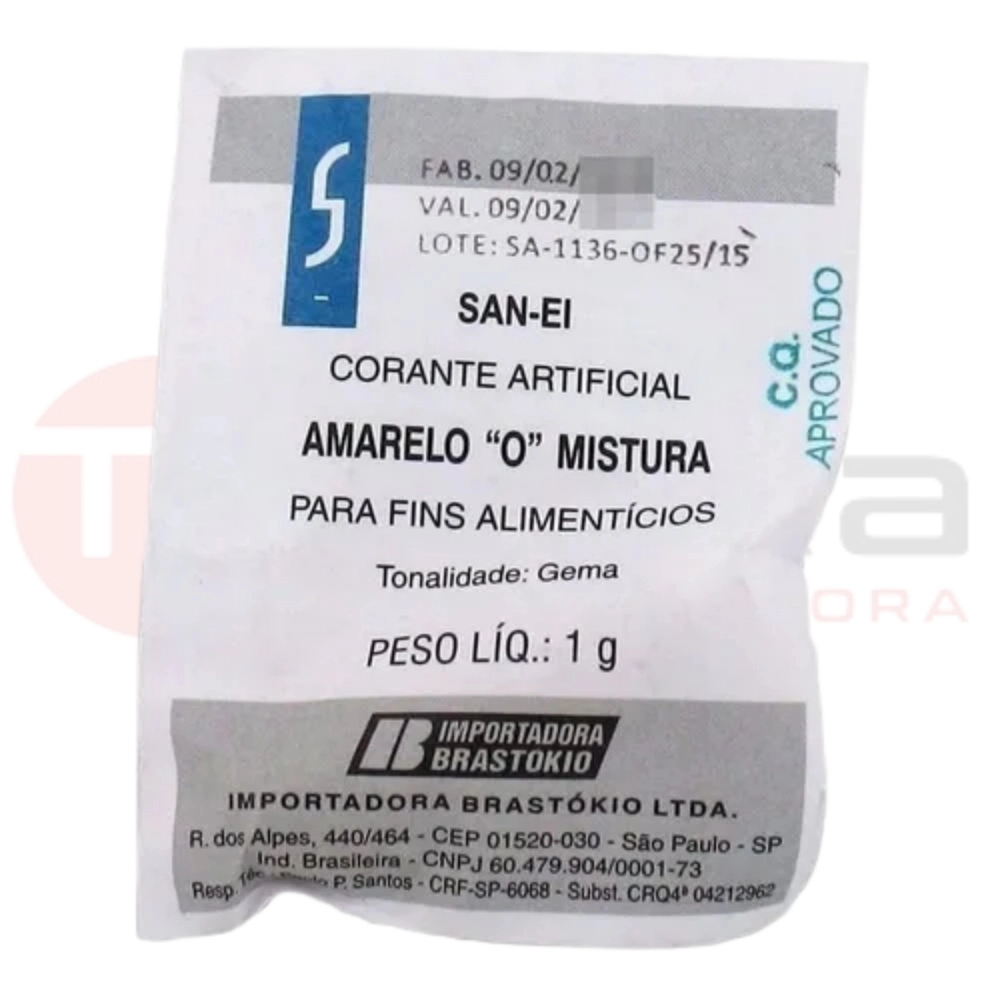 FAB. 09/02/
VAL. 09/02/
LOTE: SA-1136-OF25/15
SAN-EI
CORANTE ARTIFICIAL
AMARELO “O” MISTURA
PARA FINS ALIMENTÍCIOS
Tonalidade: Gema
PESO LÍQ.: 1 g
C.Q.
APROVADO
IMPORTADORA
BRASTOKIO
IMPORTADORA BRASTÓKIO LTDA.
R. dos Alpes, 440/464 - CEP 01520-030 - São Paulo - SP
Ind. Brasileira - CNPJ 60.479.904/0001-73
Resp. P. Santos - CRF-SP-6068 - Subst. CRQ4ª 04212962